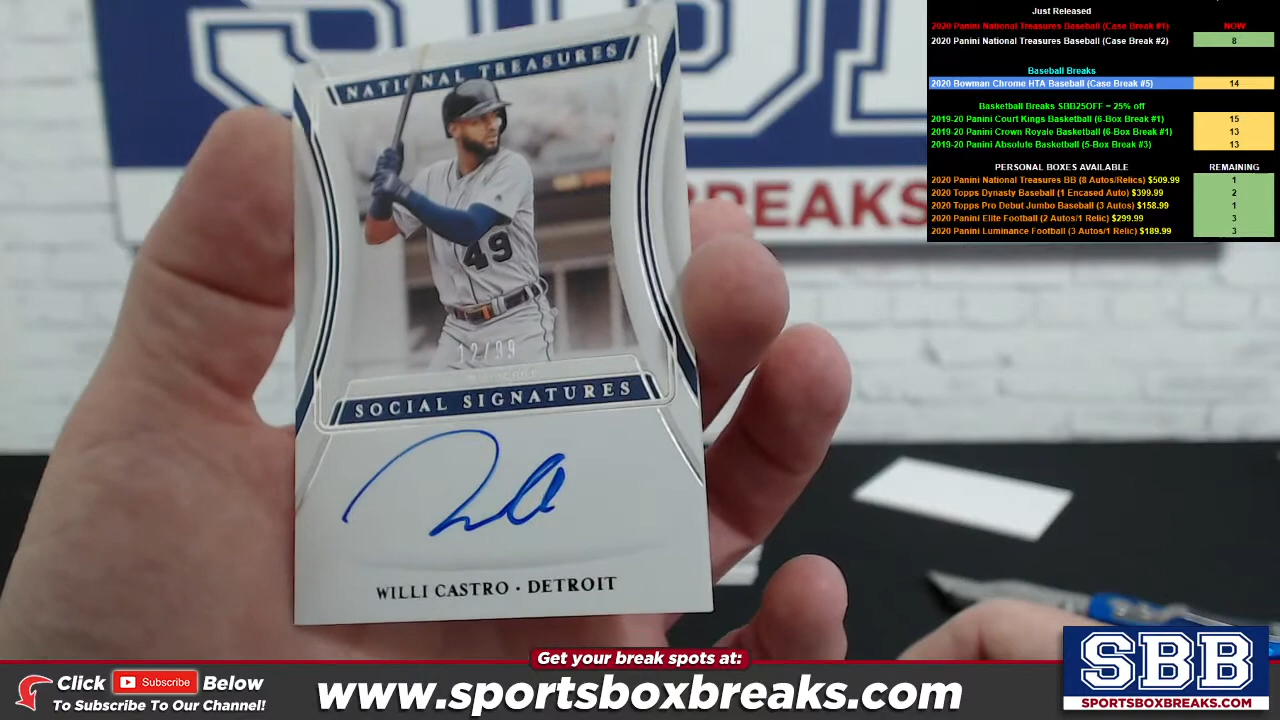 Just Released
2020 Panini National Treasures Baseball (Case Break #1) NOW
2020 Panini National Treasures Baseball (Case Break #2) 8
Baseball Breaks
2020 Bowman Chrome HTA Baseball (Case Break #5) 14
Basketball Breaks SBB25OFF - 25% off
2019-20 Panini Court Kings Basketball (6-Box Break #1) 15
2019-20 Panini Crown Royale Basketball (6-Box Break #1) 13
2019-20 Panini Absolute Basketball (5-Box Break #3) 13
PERSONAL BOXES AVAILABLE REMAINING
2020 Panini National Treasures BB (8 Autos/Relics) $509.99 1
2020 Topps Dynasty Baseball (1 Encased Auto) $399.99 2
2020 Topps Pro Debut Jumbo Baseball (3 Autos) $158.99 1
2020 Panini Elite Football (2 Autos/1 Relic) $299.99 3
2020 Panini Luminance Football (3 Autos/1 Relic) $189.99 3
NATIONAL TREASURES
49
12/99
SOCIAL SIGNATURES
WILLI CASTRO · DETROIT
BREAKS
Get your break spots at:
Click Subscribe Below
To Subscribe To Our Channel!
www.sportsboxbreaks.com
SBB
SPORTSBOXBREAKS.COM